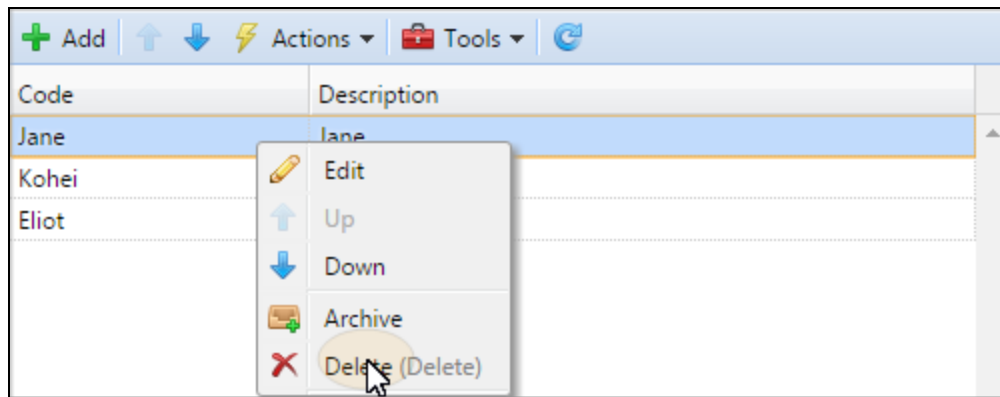 Add Actions Tools
Code Description
Jane Jane
Edit
Kohei
Up
Eliot
Down
Archive
Delete (Delete)